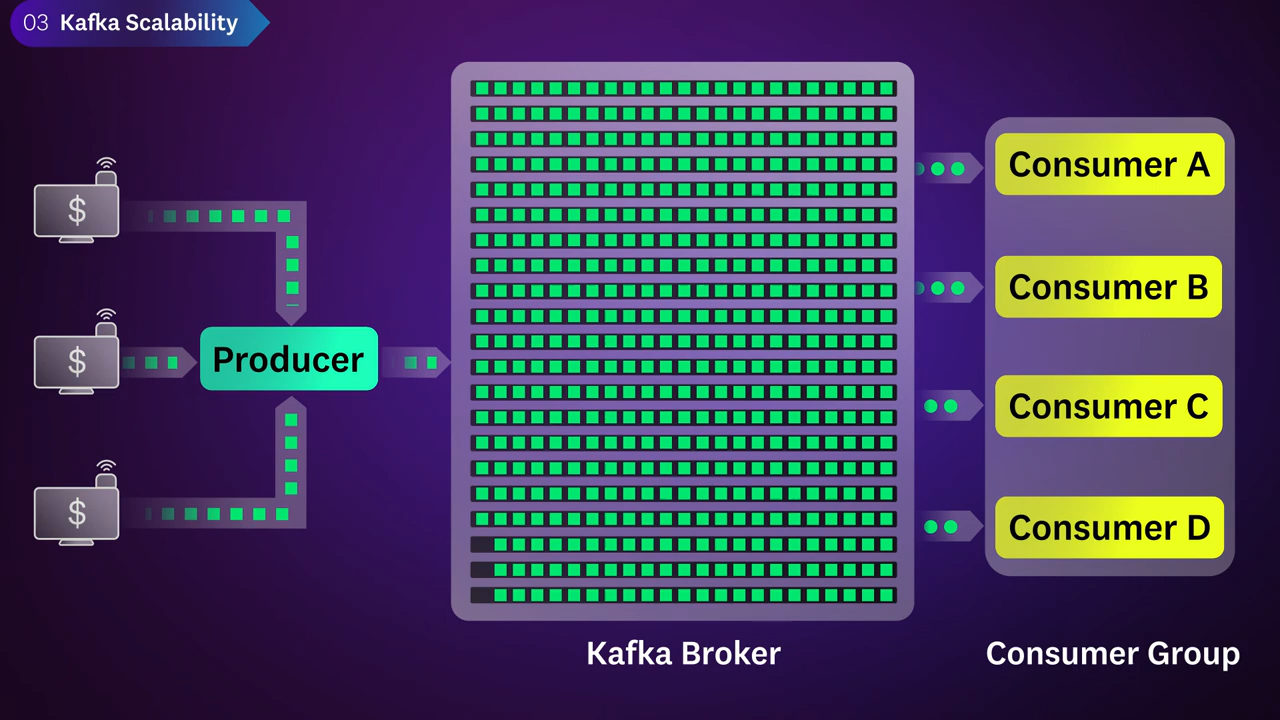 03 Kafka Scalability
$
$
$
Producer
Consumer A
Consumer B
Consumer C
Consumer D
Kafka Broker
Consumer Group